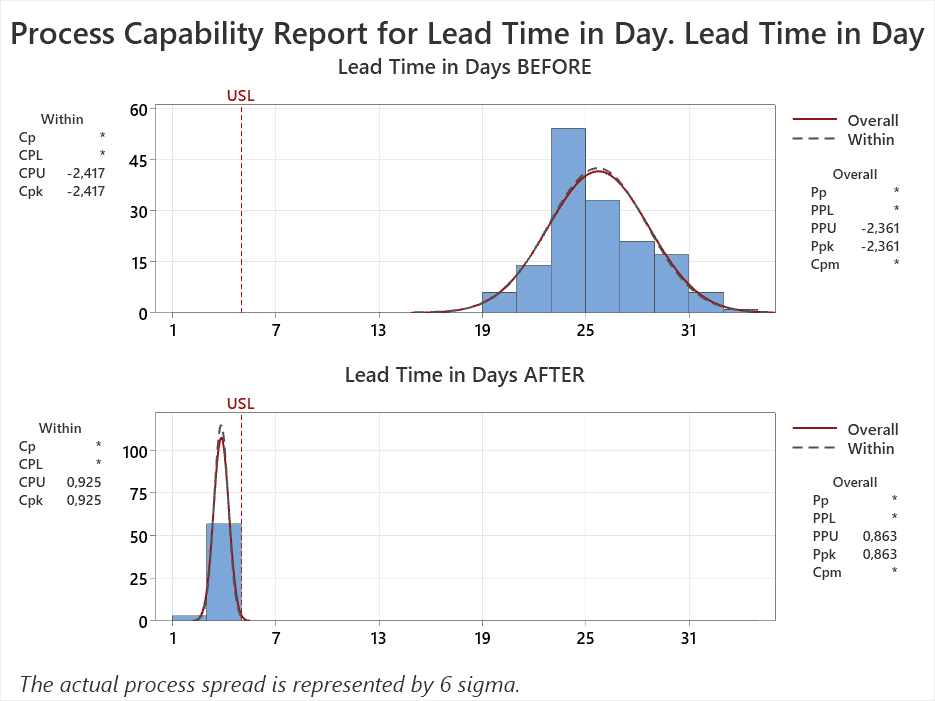 Process Capability Report for Lead Time in Day. Lead Time in Day
Lead Time in Days BEFORE
USL
Within
Cp *
CPL *
CPU -2,417
Cpk -2,417
60
45
30
15
0
1 7 13 19 25 31
Overall
Within
Overall
Pp *
PPL *
PPU -2,361
Ppk -2,361
Cpm *
Lead Time in Days AFTER
USL
Within
Cp *
CPL *
CPU 0,925
Cpk 0,925
100
75
50
25
0
1 7 13 19 25 31
Overall
Within
Overall
Pp *
PPL *
PPU 0,863
Ppk 0,863
Cpm *
The actual process spread is represented by 6 sigma.